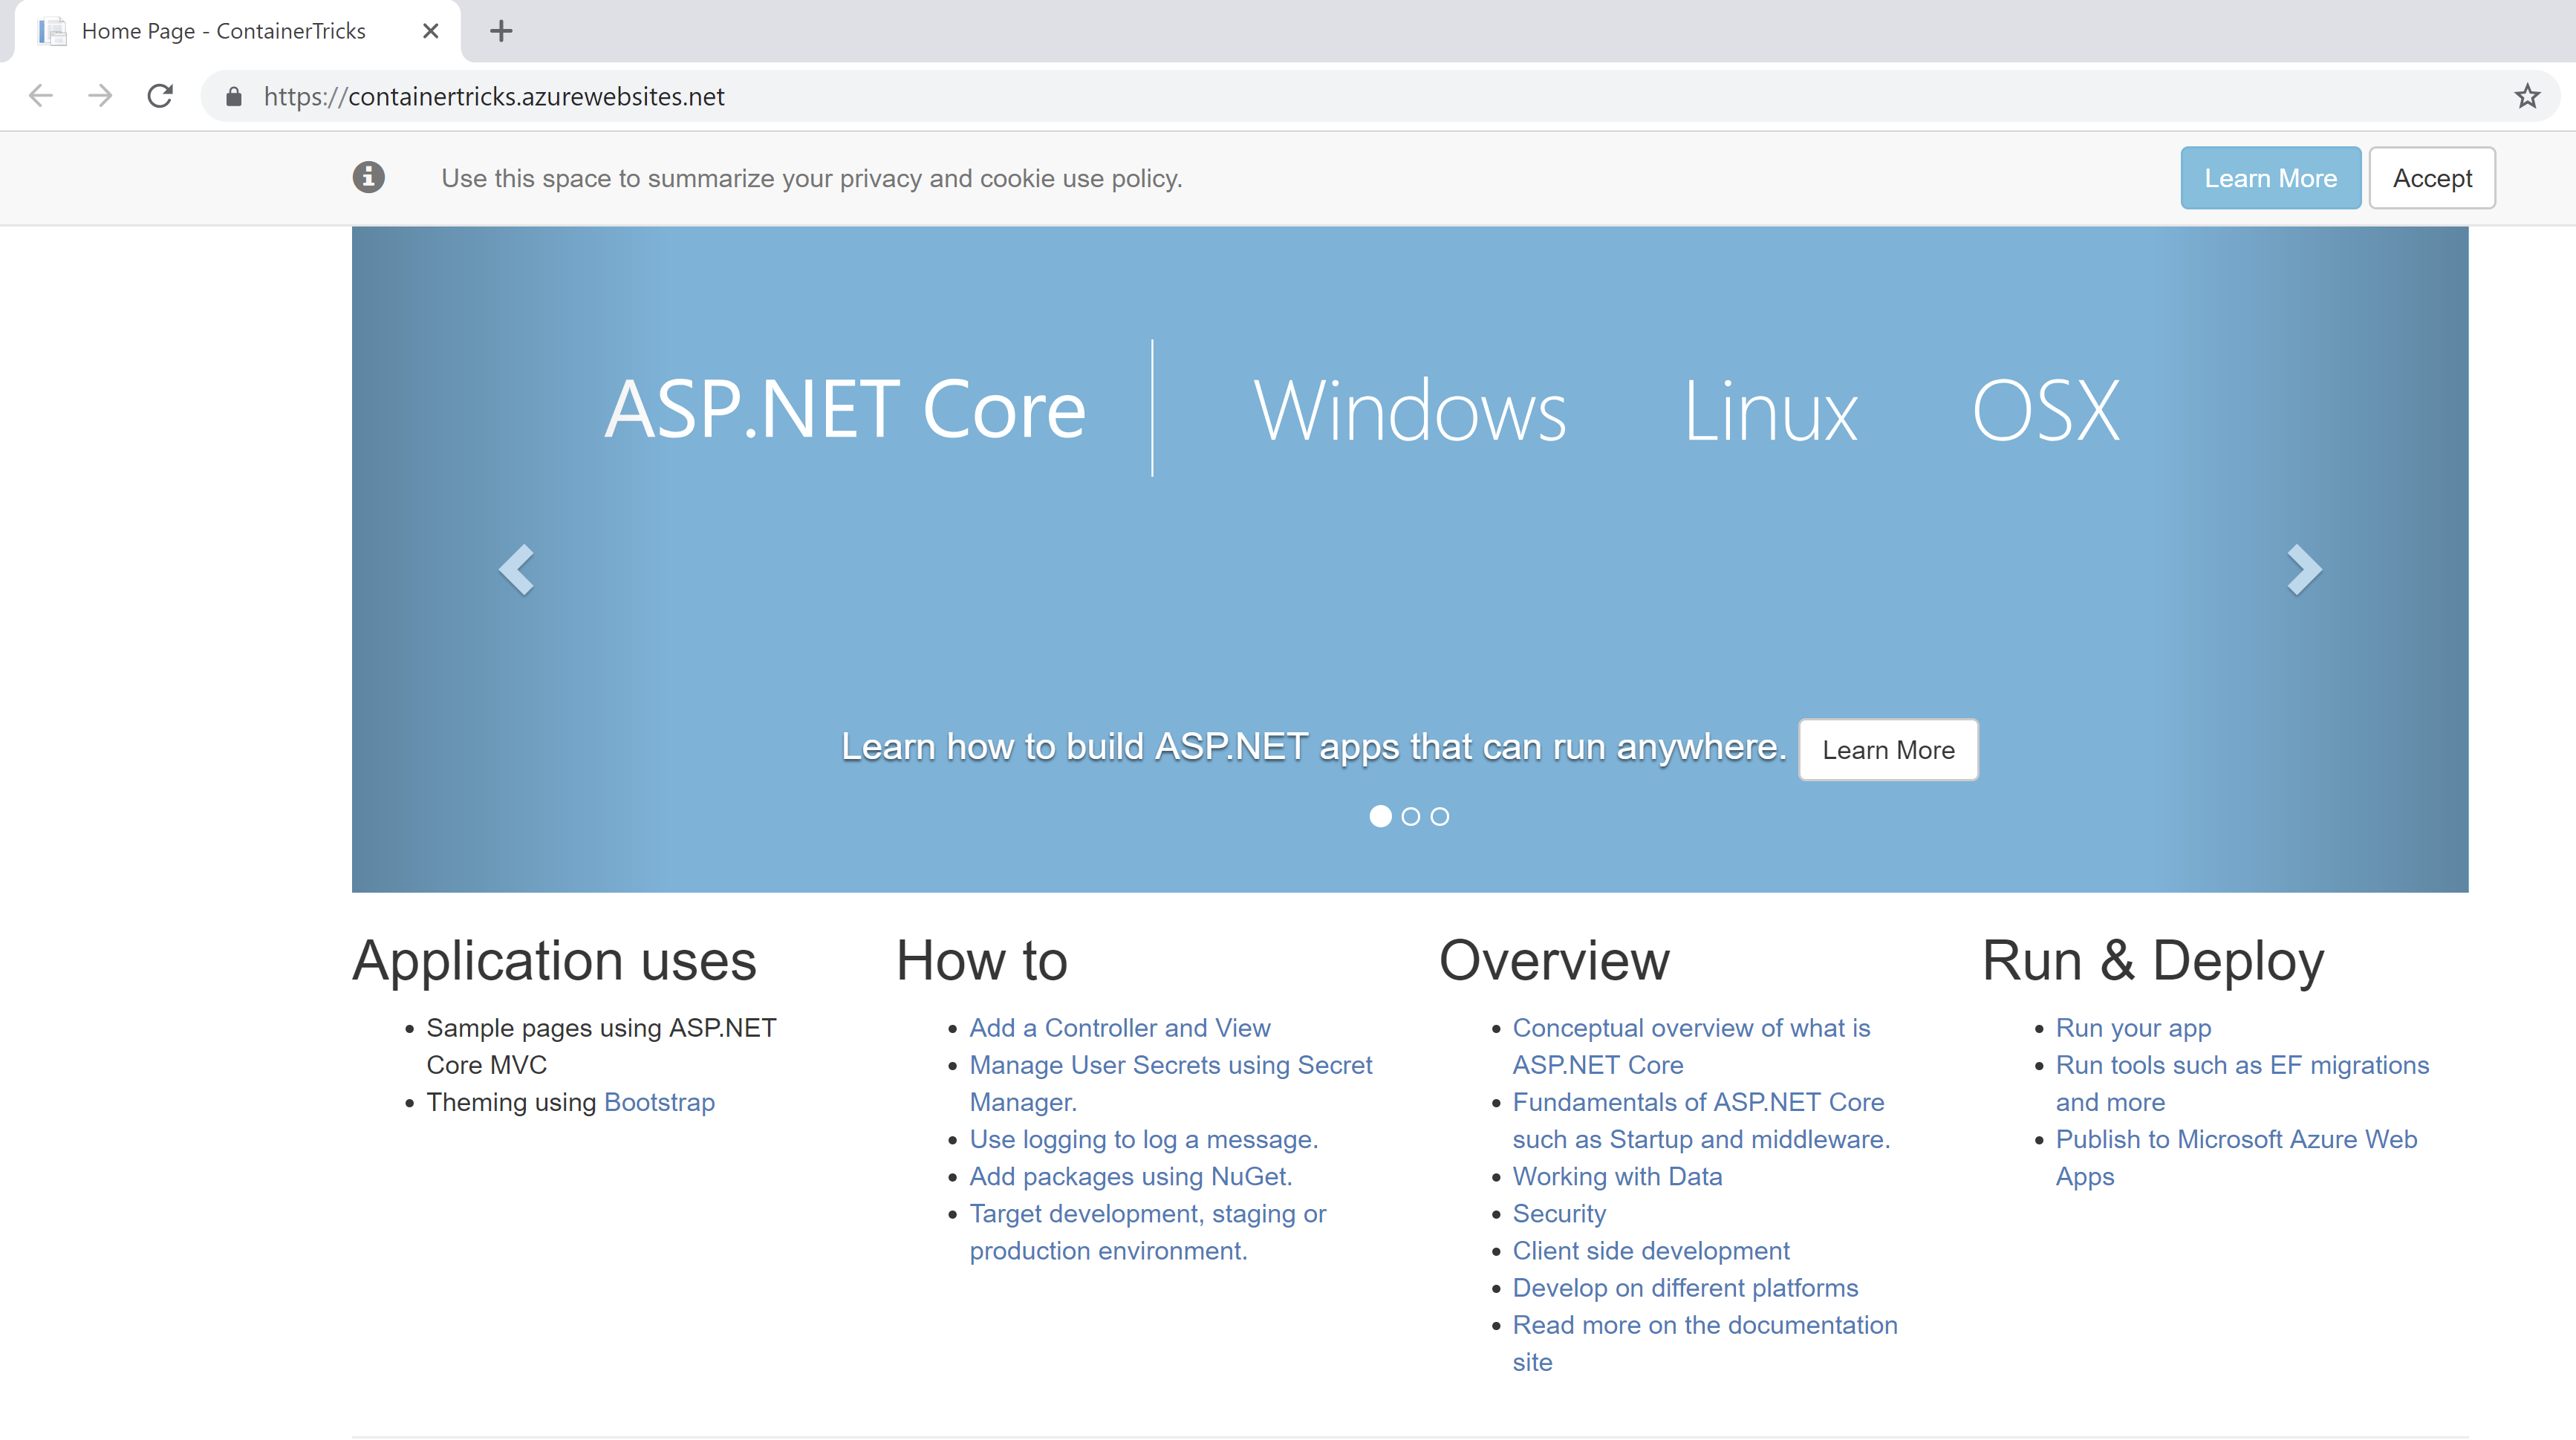 Home Page - ContainerTricks
https://containertricks.azurewebsites.net
Use this space to summarize your privacy and cookie use policy.
Learn More
Accept
ASP.NET Core
Windows
Linux
OSX
Learn how to build ASP.NET apps that can run anywhere.
Learn More
Application uses
Sample pages using ASP.NET
Core MVC
Theming using Bootstrap
How to
Add a Controller and View
Manage User Secrets using Secret
Manager.
Use logging to log a message.
Add packages using NuGet.
Target development, staging or
production environment.
Overview
Conceptual overview of what is
ASP.NET Core
Fundamentals of ASP.NET Core
such as Startup and middleware.
Working with Data
Security
Client side development
Develop on different platforms
Read more on the documentation
site
Run & Deploy
Run your app
Run tools such as EF migrations
and more
Publish to Microsoft Azure Web
Apps